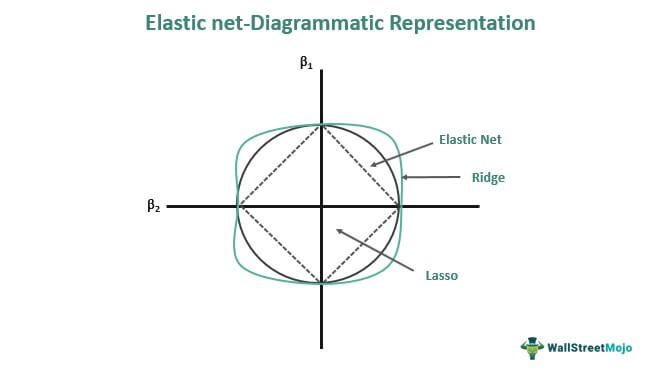 Elastic net-Diagrammatic Representation
β₁
Elastic Net
Ridge
β₂
Lasso
WallStreetMojo